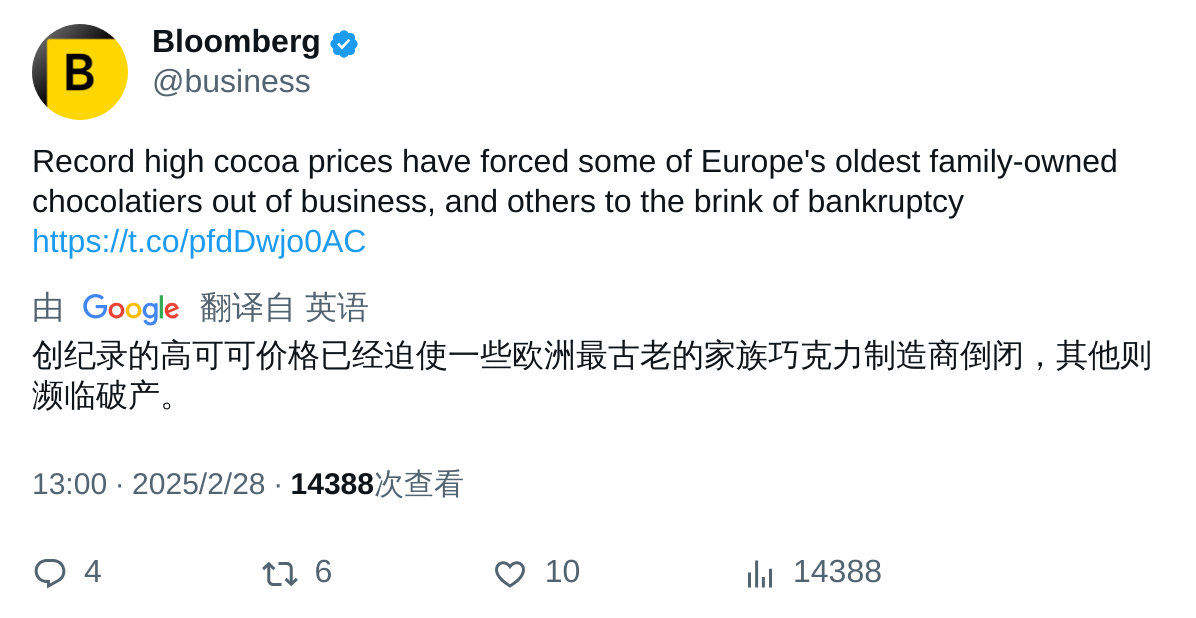 B
Bloomberg
@business
Record high cocoa prices have forced some of Europe's oldest family-owned
chocolatiers out of business, and others to the brink of bankruptcy
https://t.co/pfdDwjo0AC
由 Google 翻译自 英语
创纪录的高可可价格已经迫使一些欧洲最古老的家族巧克力制造商倒闭，其他则
濒临破产。
13:00 · 2025/2/28 · 14388次查看
4 6 10 14388